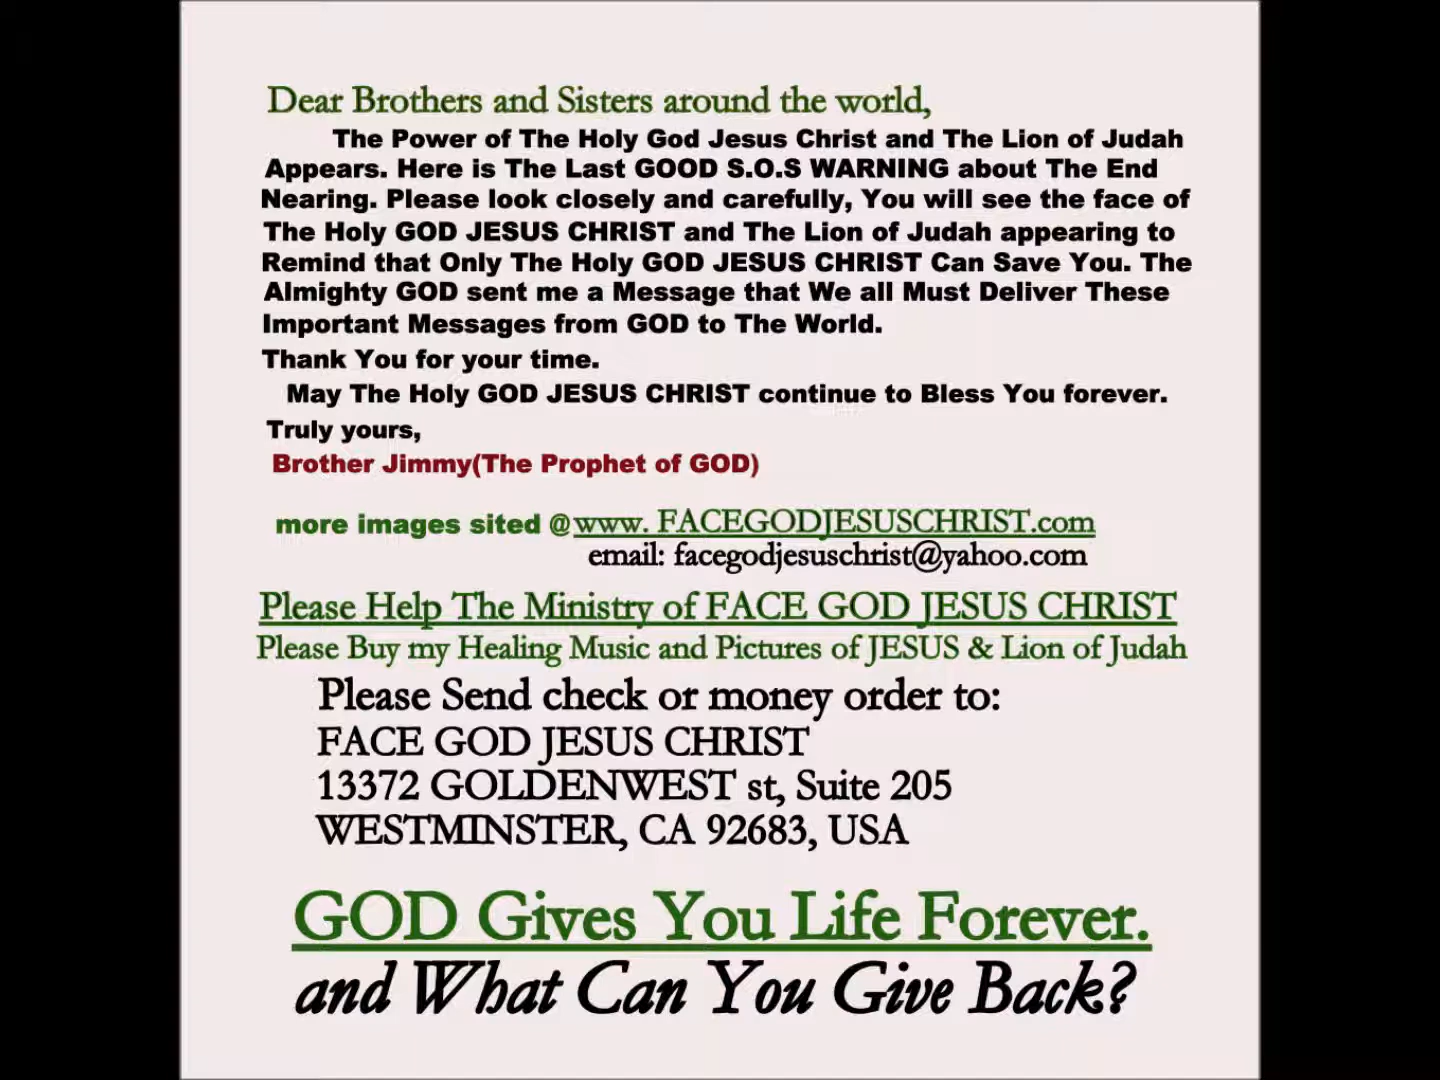 Dear Brothers and Sisters around the world,
The Power of The Holy God Jesus Christ and The Lion of Judah
Appears. Here is The Last GOOD S.O.S WARNING about The End
Nearing. Please look closely and carefully, You will see the face of
The Holy GOD JESUS CHRIST and The Lion of Judah appearing to
Remind that Only The Holy GOD JESUS CHRIST Can Save You. The
Almighty GOD sent me a Message that We all Must Deliver These
Important Messages from GOD to The World.
Thank You for your time.
May The Holy GOD JESUS CHRIST continue to Bless You forever.
Truly yours,
Brother Jimmy(The Prophet of GOD)
more images sited @www. FACEGODJESUSCHRIST.com
email: facegodjesuschrist@yahoo.com
Please Help The Ministry of FACE GOD JESUS CHRIST
Please Buy my Healing Music and Pictures of JESUS & Lion of Judah
Please Send check or money order to:
FACE GOD JESUS CHRIST
13372 GOLDENWEST st, Suite 205
WESTMINSTER, CA 92683, USA
GOD Gives You Life Forever.
and What Can You Give Back?